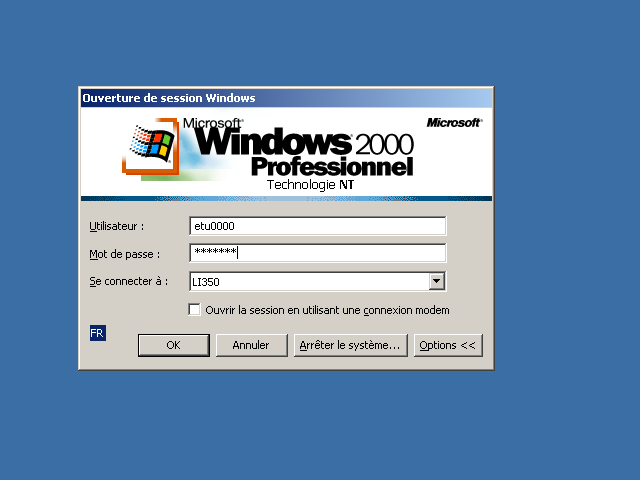 Ouverture de session Windows
Microsoft
Microsoft
Windows 2000
Professionnel
Technologie NT
Utilisateur :
etu0000
Mot de passe :
*******
Se connecter à :
LI350
Ouvrir la session en utilisant une connexion modem
FR
OK
Annuler
Arrêter le système...
Options <<